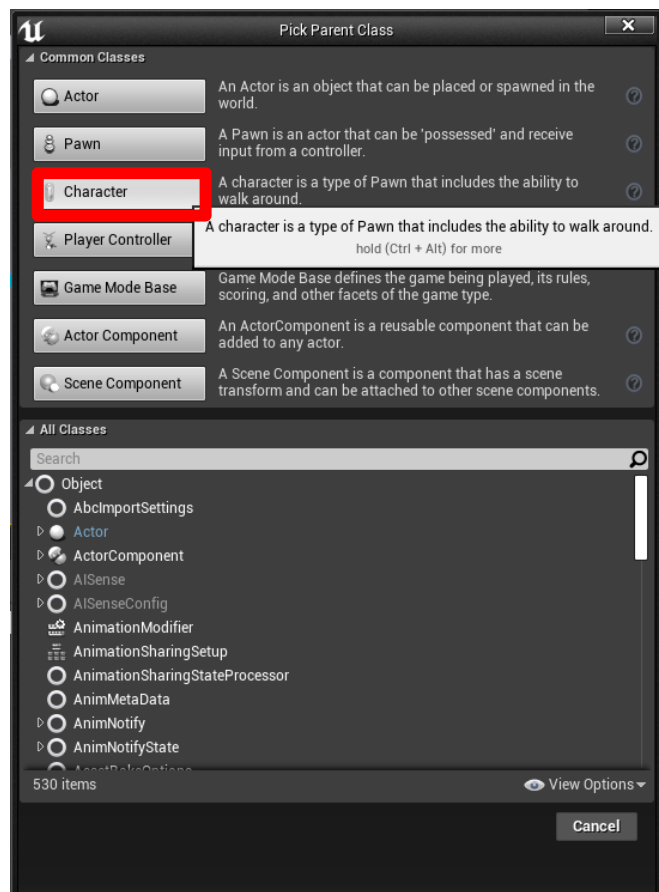 Pick Parent Class
Common Classes
Actor
An Actor is an object that can be placed or spawned in the
world.
Pawn
A Pawn is an actor that can be 'possessed' and receive
input from a controller.
Character
A character is a type of Pawn that includes the ability to
walk around.
A character is a type of Pawn that includes the ability to walk around.
hold (Ctrl + Alt) for more
Player Controller
Game Mode Base
Game Mode Base defines the game being played, its rules,
scoring, and other facets of the game type.
Actor Component
An ActorComponent is a reusable component that can be
added to any actor.
Scene Component
A Scene Component is a component that has a scene
transform and can be attached to other scene components.
All Classes
Search
Object
AbcImportSettings
Actor
ActorComponent
AISense
AISenseConfig
AnimationModifier
AnimationSharingSetup
AnimationSharingStateProcessor
AnimMetaData
AnimNotify
AnimNotifyState
530 items
View Options
Cancel